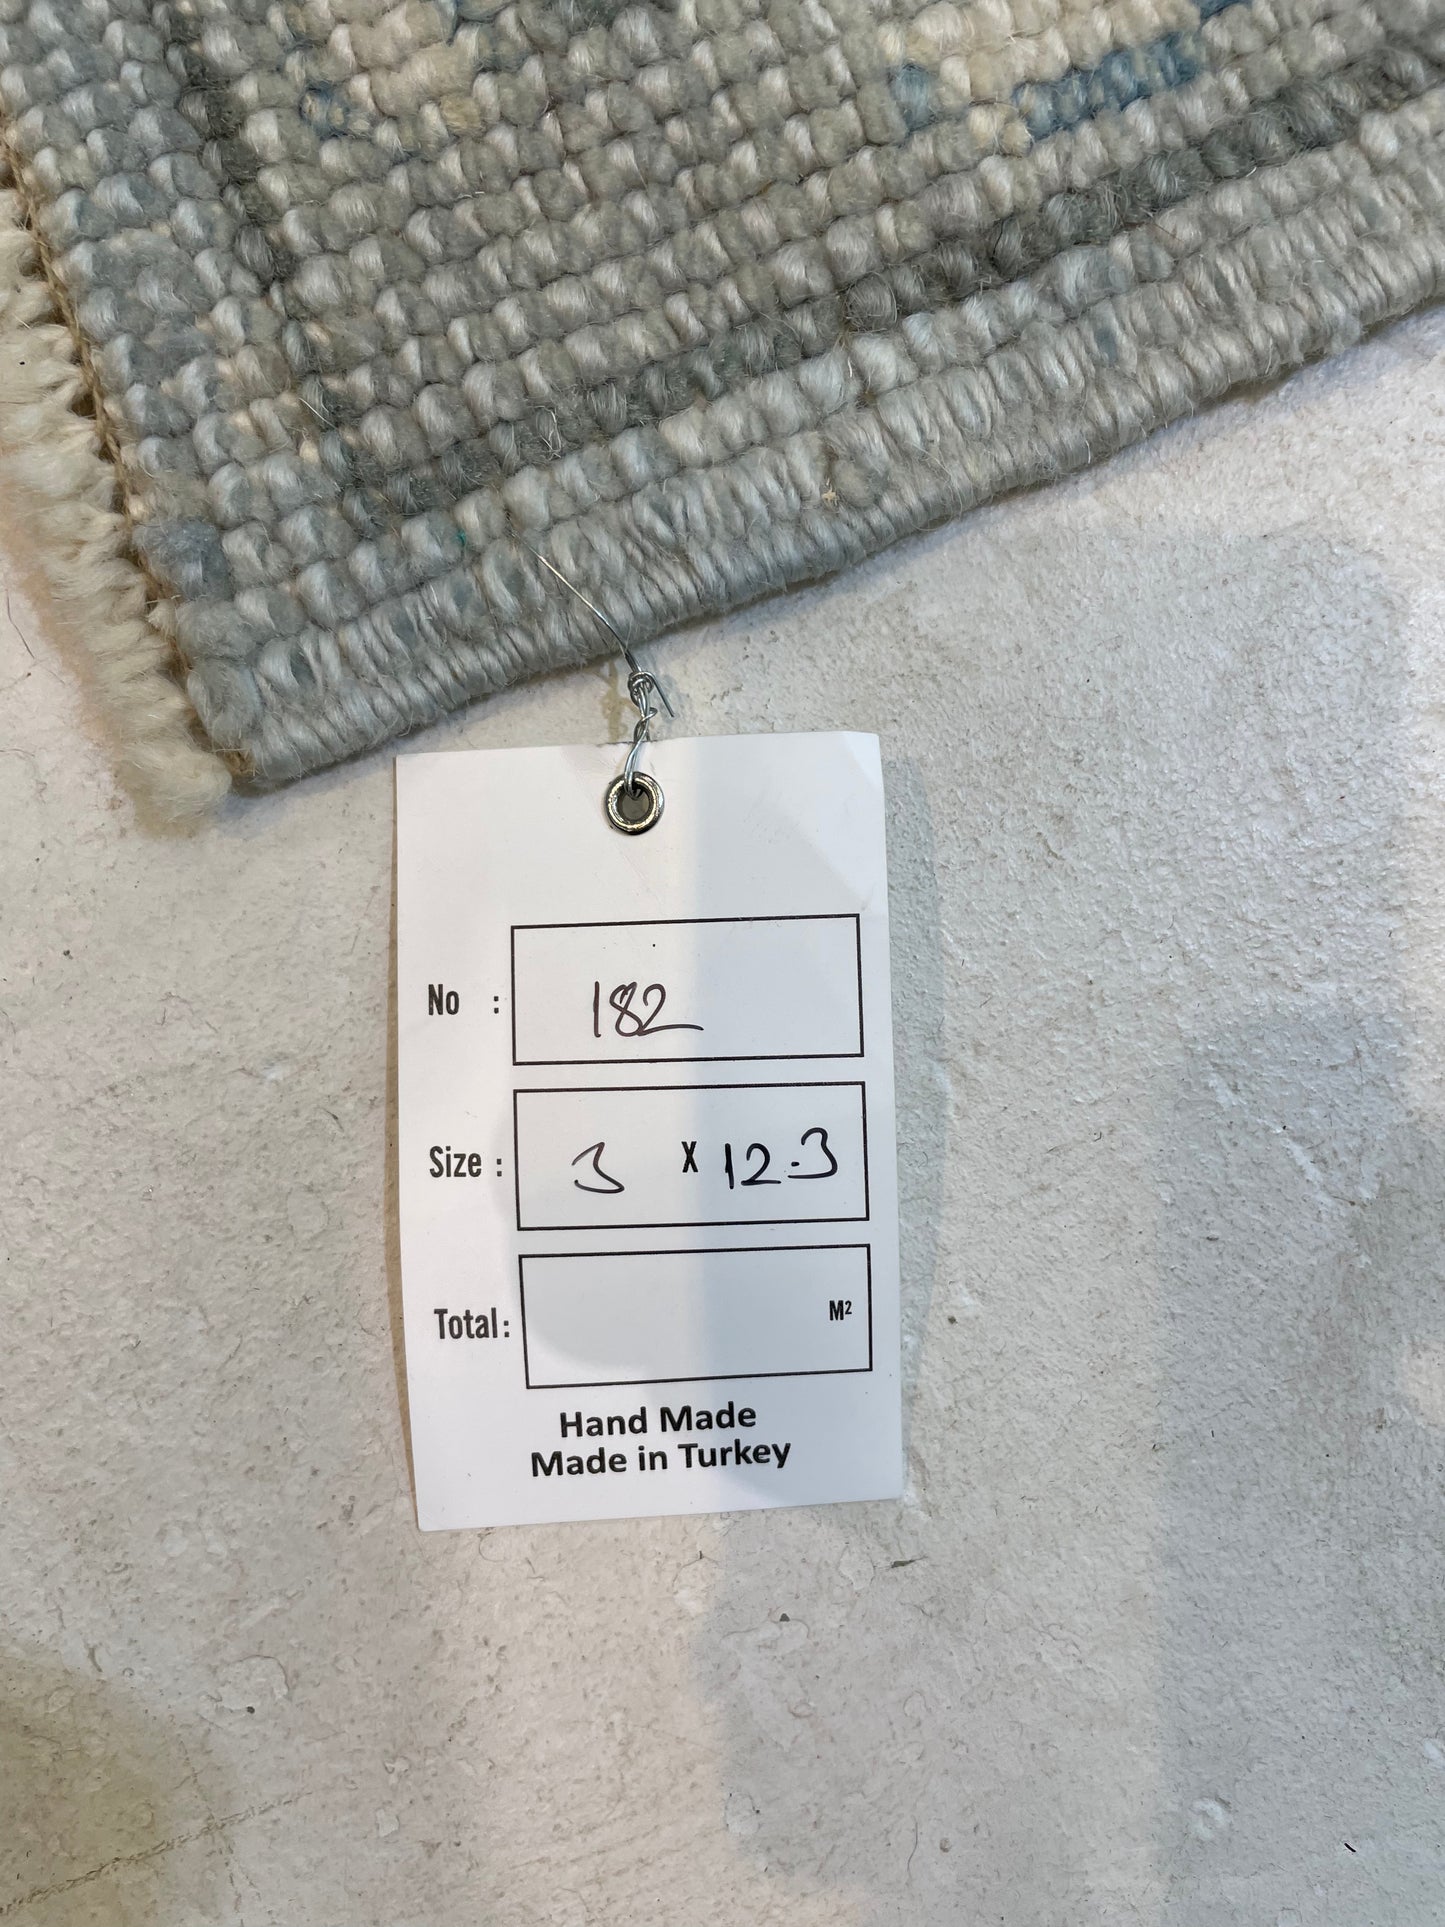 No : 182
Size : 3 X 12.3
Total: M²
Hand Made
Made in Turkey